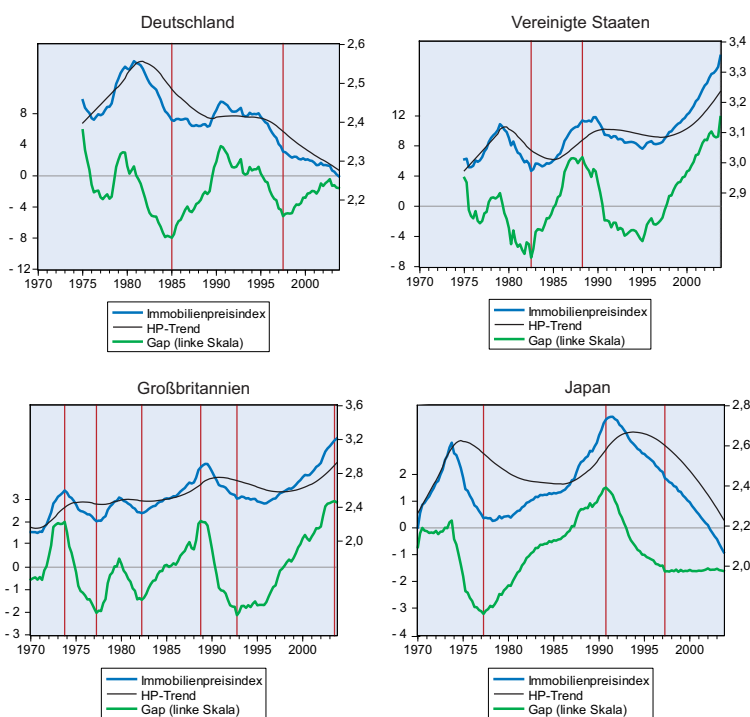 Deutschland
2,6
2,5
2,4
2,3
2,2
8
4
0
- 4
- 8
- 12
1970 1975 1980 1985 1990 1995 2000
Immobilienpreisindex
HP-Trend
Gap (linke Skala)
Vereinigte Staaten
3,4
3,3
3,2
3,1
3,0
2,9
12
8
4
0
- 4
- 8
1970 1975 1980 1985 1990 1995 2000
Immobilienpreisindex
HP-Trend
Gap (linke Skala)
Großbritannien
3,6
3,2
2,8
2,4
2,0
3
2
1
0
- 1
- 2
- 3
1970 1975 1980 1985 1990 1995 2000
Immobilienpreisindex
HP-Trend
Gap (linke Skala)
Japan
2,8
2,6
2,4
2,2
2,0
2
1
0
- 1
- 2
- 3
- 4
1970 1975 1980 1985 1990 1995 2000
Immobilienpreisindex
HP-Trend
Gap (linke Skala)